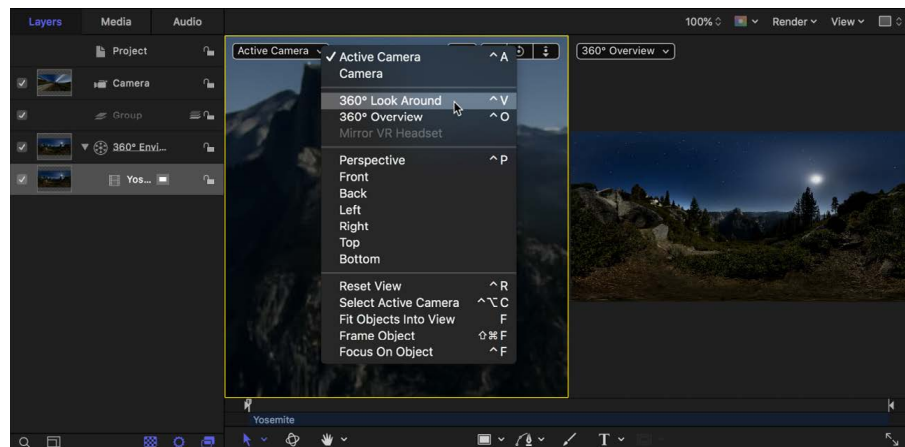 Layers Media Audio
100% Render View
Project
Camera
Group
360° Envi...
Yos...
Active Camera
✓ Active Camera ^A
Camera
360° Look Around ^V
360° Overview ^O
Mirror VR Headset
Perspective ^P
Front
Back
Left
Right
Top
Bottom
Reset View ^R
Select Active Camera ^⌥C
Fit Objects Into View F
Frame Object ⇧⌘F
Focus On Object ^F
360° Overview
Yosemite
T